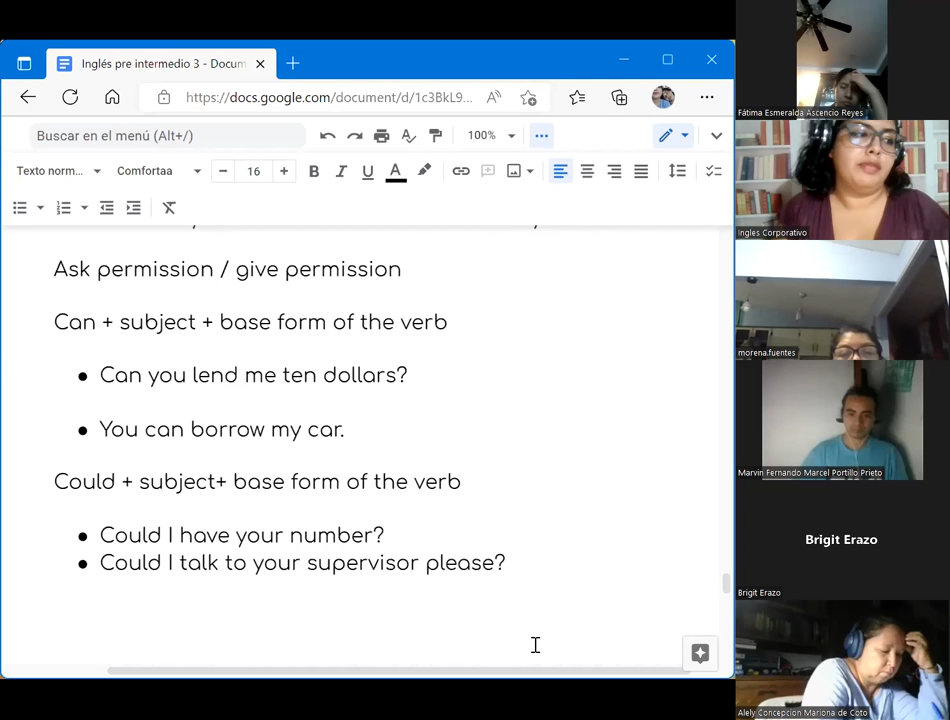 Inglés pre intermedio 3 - Docum
https://docs.google.com/document/d/1c3BkL9...
Buscar en el menú (Alt+/)
100%
Texto norm...
Comfortaa
16
Ask permission / give permission
Can + subject + base form of the verb
Can you lend me ten dollars?
You can borrow my car.
Could + subject+ base form of the verb
Could I have your number?
Could I talk to your supervisor please?
Fátima Esmeralda Ascencio Reyes
Ingles Corporativo
morena.fuentes
Marvin Fernando Marcel Portillo Prieto
Brigit Erazo
Brigit Erazo
Alely Concepcion Mariona de Coto